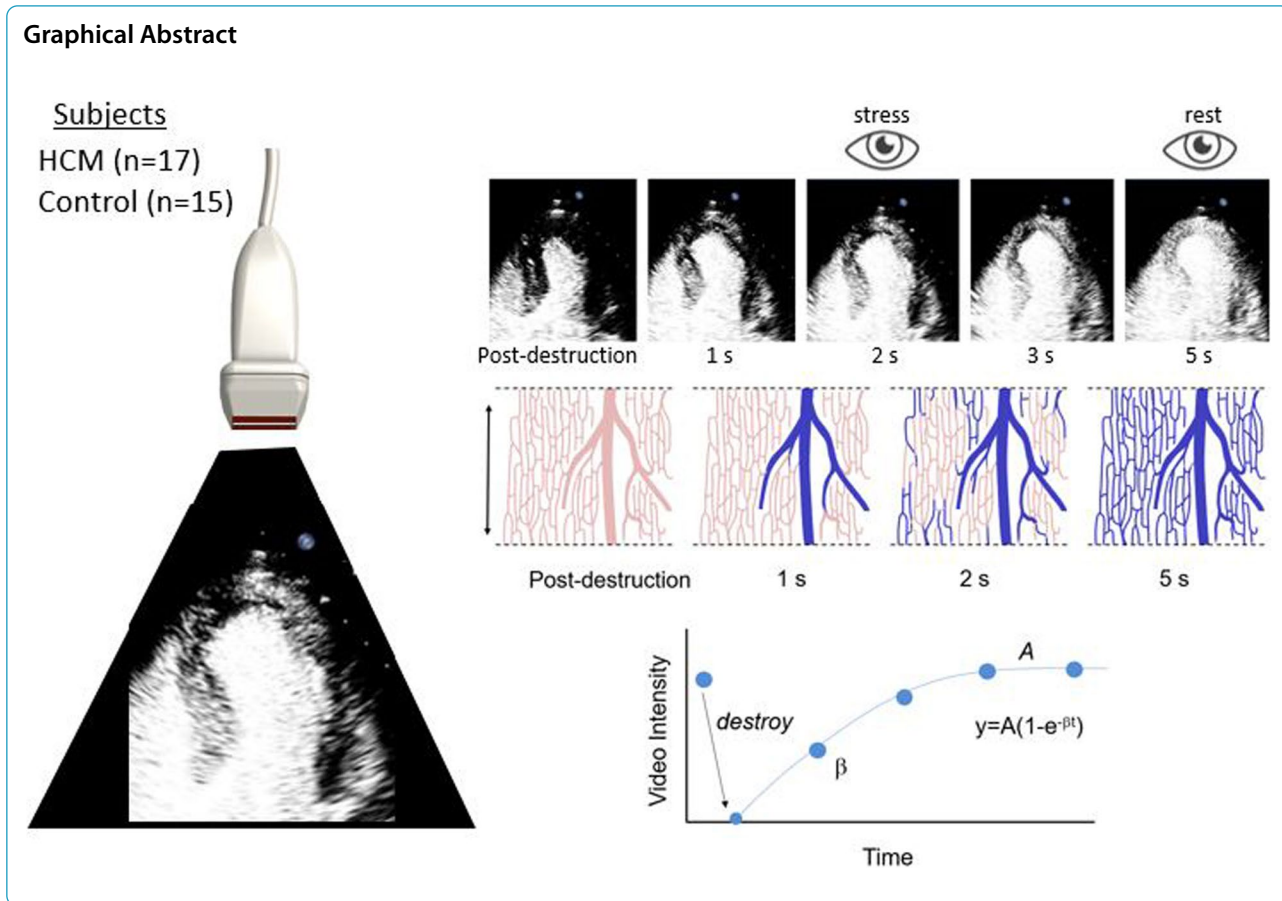 Graphical Abstract
Subjects
HCM (n=17)
Control (n=15)
stress
rest
Post-destruction
1 s
2 s
3 s
5 s
Post-destruction
1 s
2 s
5 s
Video Intensity
destroy
β
A
y=A(1-e^-βt)
Time